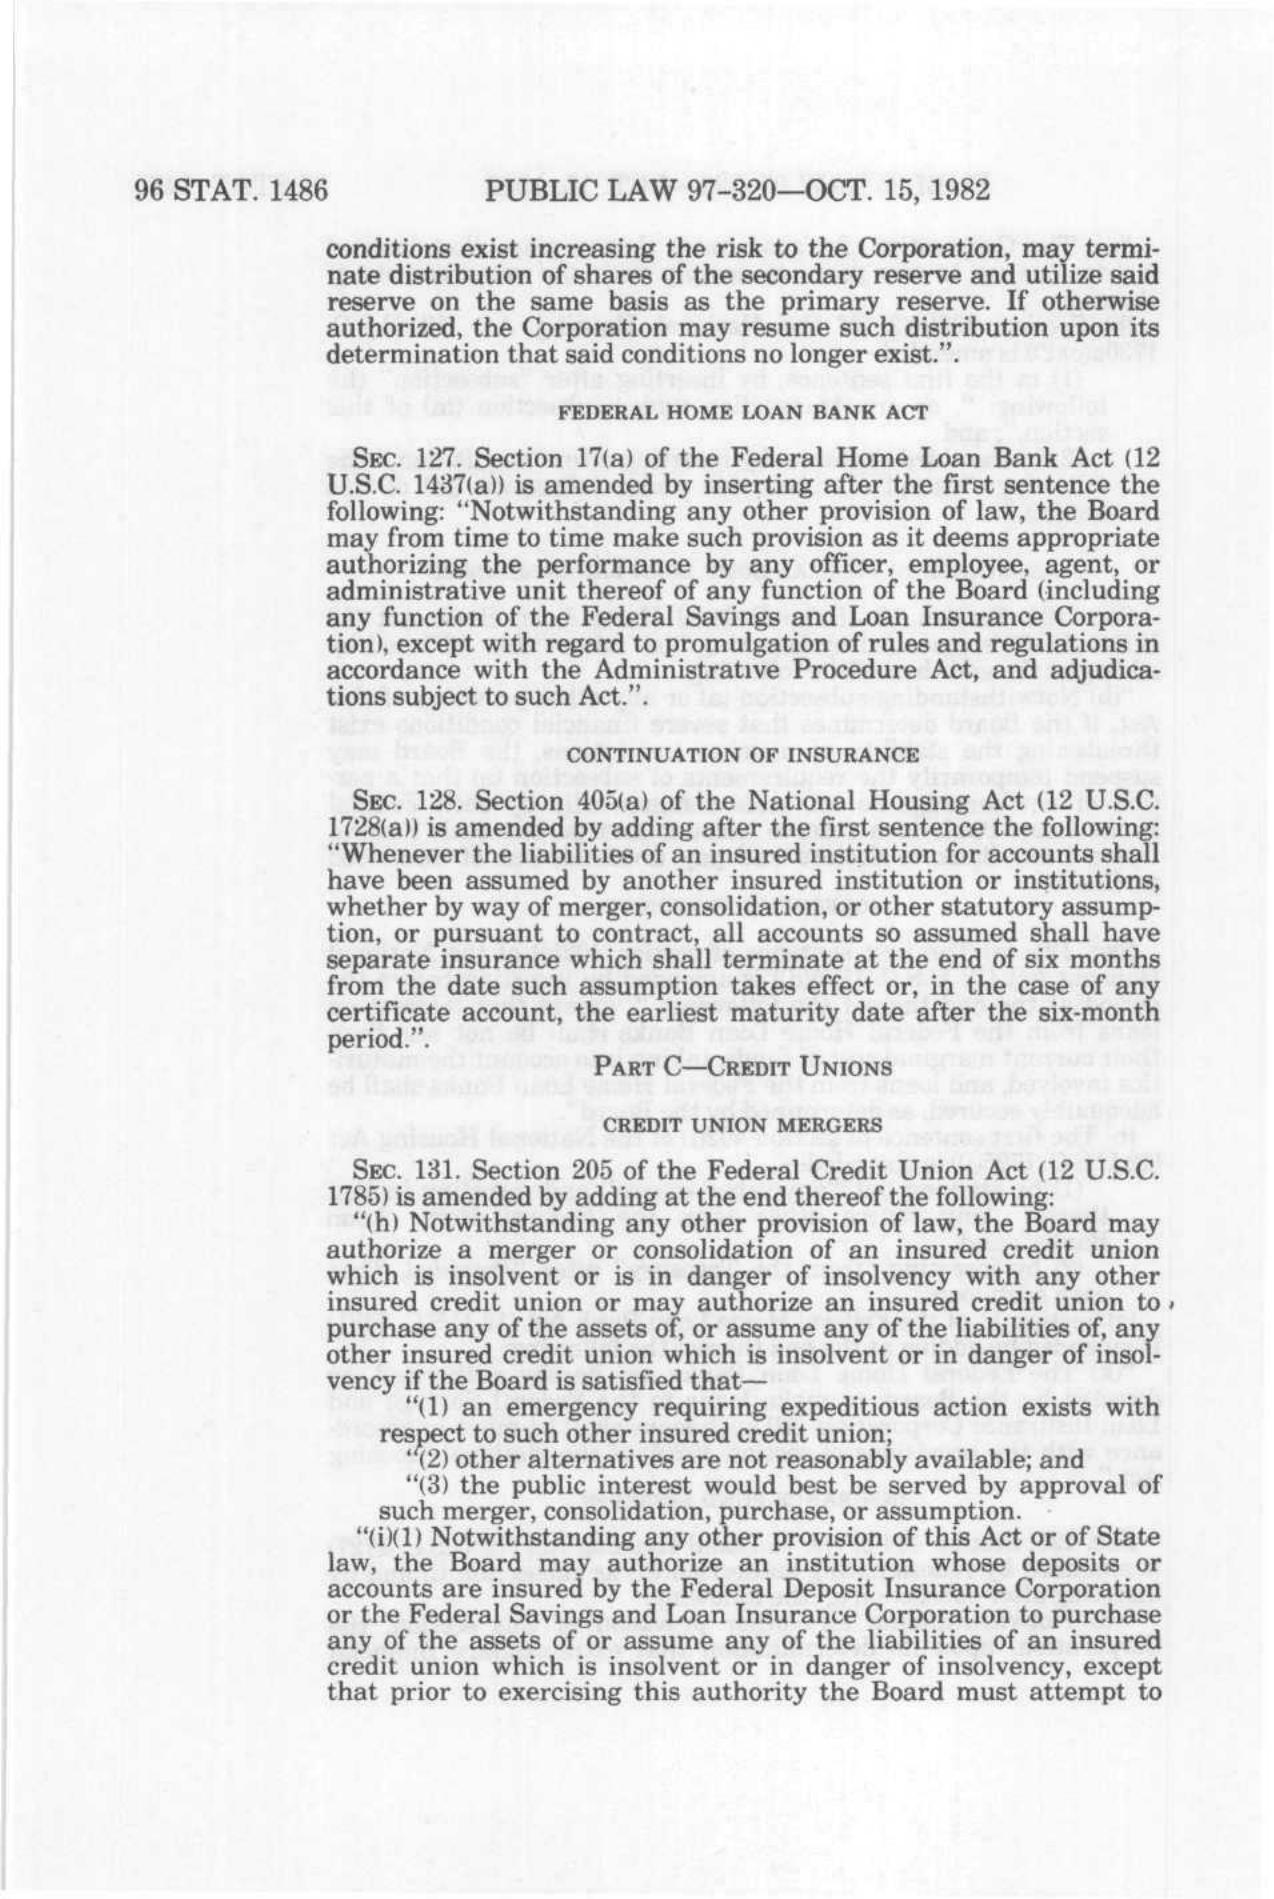 96 STAT. 1486 PUBLIC LAW 97-320—OCT. 15, 1982
conditions exist increasing the risk to the Corporation, may termi-
nate distribution of shares of the secondary reserve and utilize said
reserve on the same basis as the primary reserve. If otherwise
authorized, the Corporation may resume such distribution upon its
determination that said conditions no longer exist.”.
FEDERAL HOME LOAN BANK ACT
SEC. 127. Section 17(a) of the Federal Home Loan Bank Act (12
U.S.C. 1437(a)) is amended by inserting after the first sentence the
following: “Notwithstanding any other provision of law, the Board
may from time to time make such provision as it deems appropriate
authorizing the performance by any officer, employee, agent, or
administrative unit thereof of any function of the Board (including
any function of the Federal Savings and Loan Insurance Corpora-
tion), except with regard to promulgation of rules and regulations in
accordance with the Administrative Procedure Act, and adjudica-
tions subject to such Act.”.
CONTINUATION OF INSURANCE
SEC. 128. Section 405(a) of the National Housing Act (12 U.S.C.
1728(a)) is amended by adding after the first sentence the following:
“Whenever the liabilities of an insured institution for accounts shall
have been assumed by another insured institution or institutions,
whether by way of merger, consolidation, or other statutory assump-
tion, or pursuant to contract, all accounts so assumed shall have
separate insurance which shall terminate at the end of six months
from the date such assumption takes effect or, in the case of any
certificate account, the earliest maturity date after the six-month
period.”.
PART C—CREDIT UNIONS
CREDIT UNION MERGERS
SEC. 131. Section 205 of the Federal Credit Union Act (12 U.S.C.
1785) is amended by adding at the end thereof the following:
“(h) Notwithstanding any other provision of law, the Board may
authorize a merger or consolidation of an insured credit union
which is insolvent or is in danger of insolvency with any other
insured credit union or may authorize an insured credit union to
purchase any of the assets of, or assume any of the liabilities of, any
other insured credit union which is insolvent or in danger of insol-
vency if the Board is satisfied that—
“(1) an emergency requiring expeditious action exists with
respect to such other insured credit union;
“(2) other alternatives are not reasonably available; and
“(3) the public interest would best be served by approval of
such merger, consolidation, purchase, or assumption.
“(i)(1) Notwithstanding any other provision of this Act or of State
law, the Board may authorize an institution whose deposits or
accounts are insured by the Federal Deposit Insurance Corporation
or the Federal Savings and Loan Insurance Corporation to purchase
any of the assets of or assume any of the liabilities of an insured
credit union which is insolvent or in danger of insolvency, except
that prior to exercising this authority the Board must attempt to